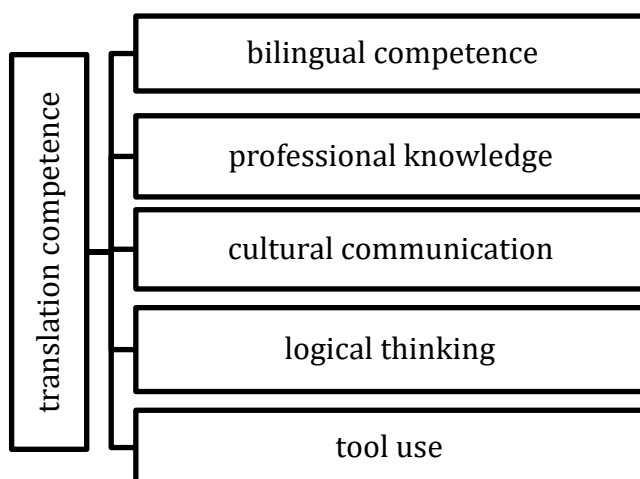 translation competence
bilingual competence
professional knowledge
cultural communication
logical thinking
tool use